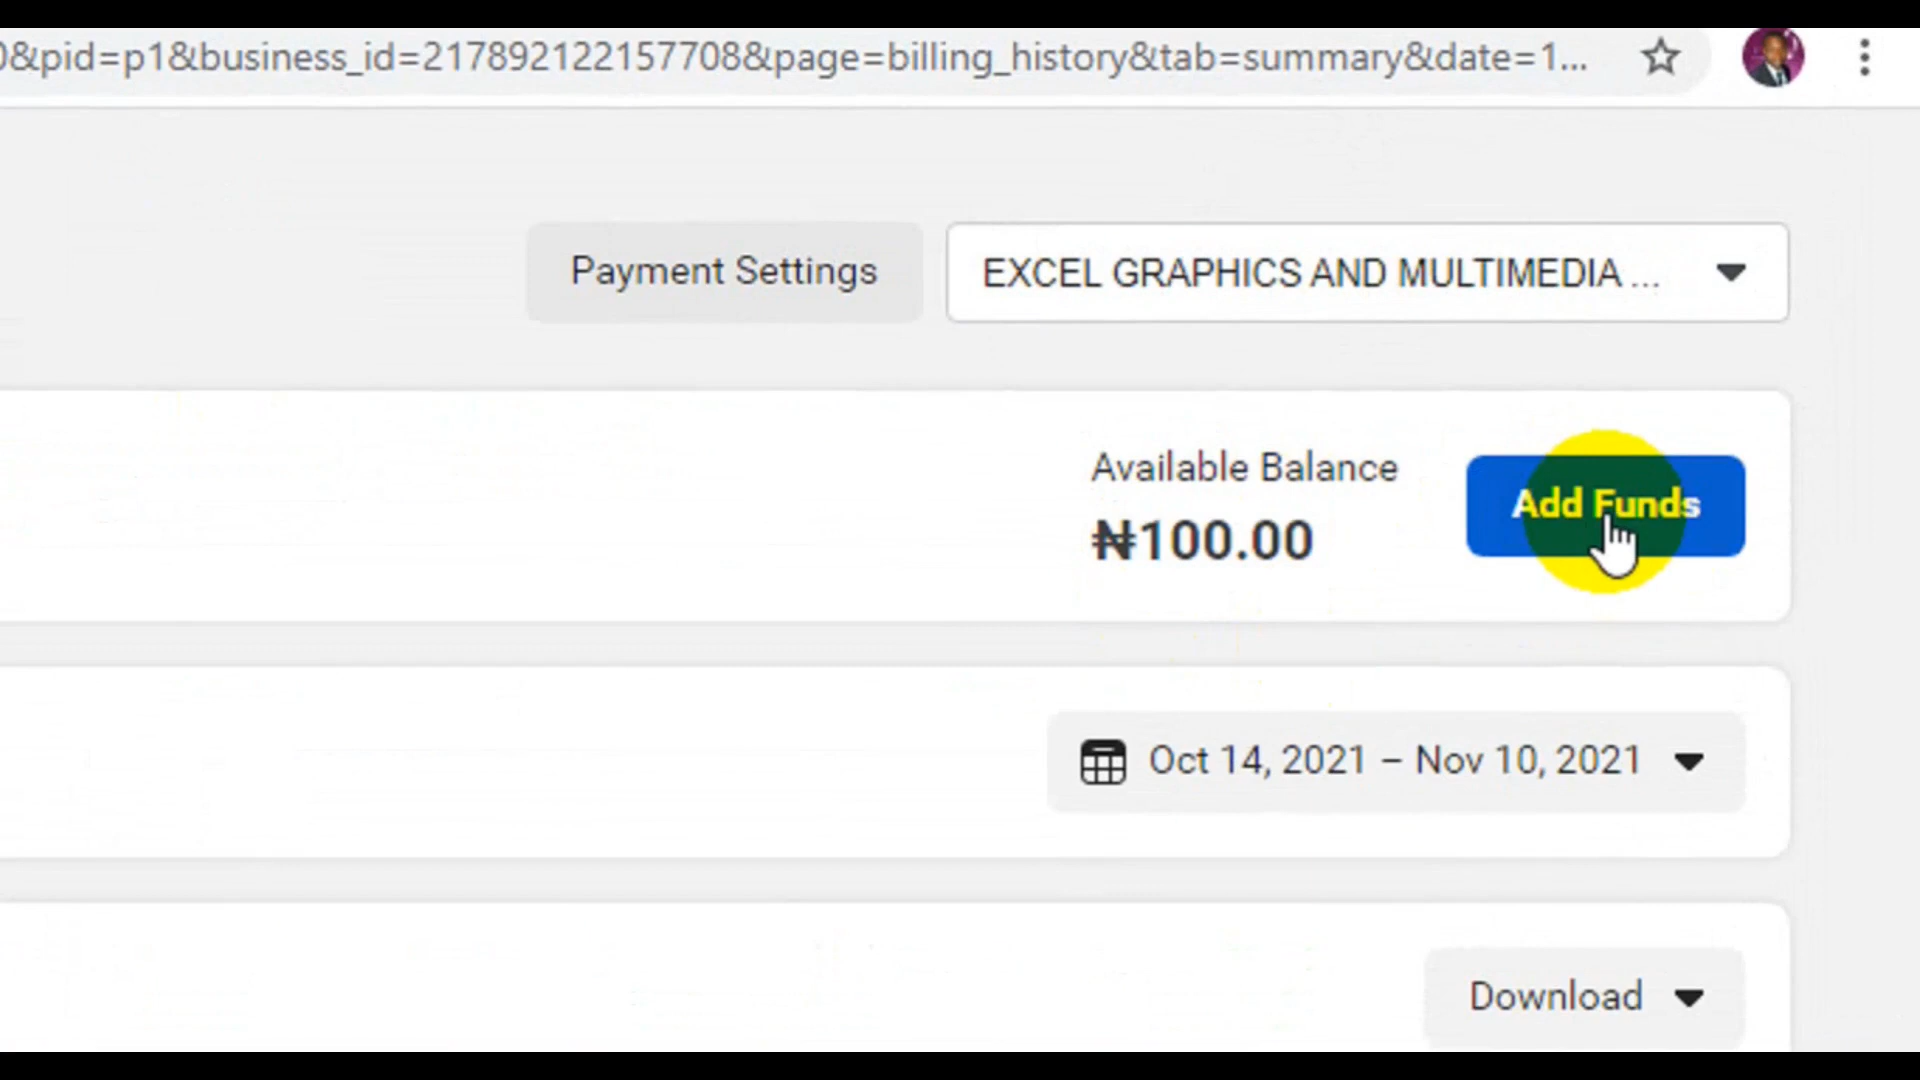 0&pid=p1&business_id=217892122157708&page=billing_history&tab=summary&date=1...
Payment Settings
EXCEL GRAPHICS AND MULTIMEDIA ...
Available Balance
₦100.00
Add Funds
Oct 14, 2021 – Nov 10, 2021
Download